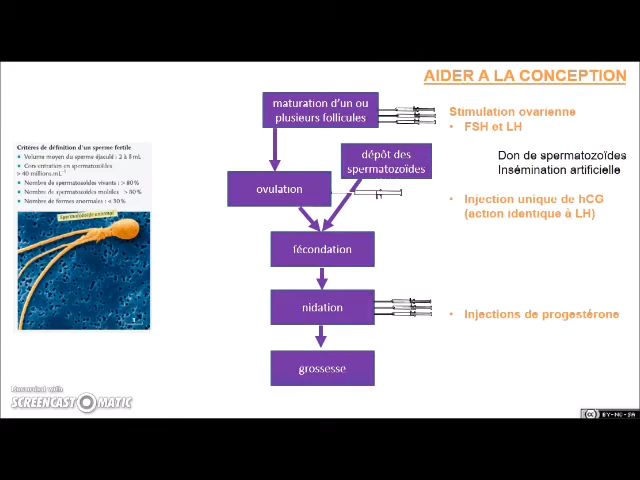 AIDER A LA CONCEPTION
maturation d'un ou
plusieurs follicules
Stimulation ovarienne
• FSH et LH
Critères de définition d'un sperme fertile
• Volume moyen du sperme éjaculé : 2 à 8 mL
• Concentration en spermatozoïdes
> 40 millions.mL⁻¹
• Nombre de spermatozoïdes vivants : > 80 %
• Nombre de spermatozoïdes mobiles : > 50 %
• Nombre de formes anormales : < 30 %
Spermatozoïde anormal
dépôt des
spermatozoïdes
Don de spermatozoïdes
Insémination artificielle
ovulation
• Injection unique de hCG
(action identique à LH)
fécondation
nidation
• Injections de progestérone
grossesse
Recorded with
SCREENCAST-O-MATIC
cc BY-NC-SA